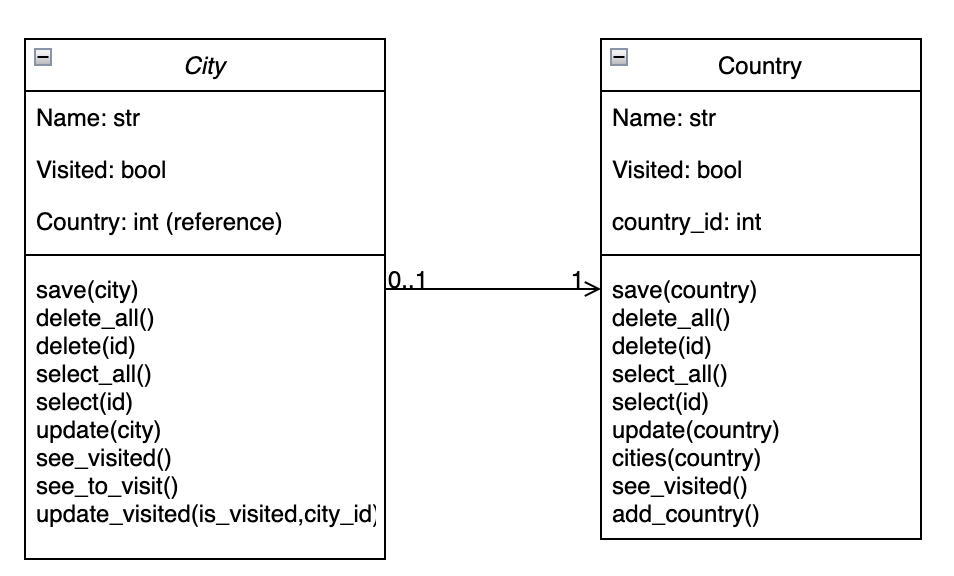 City
Name: str
Visited: bool
Country: int (reference)
save(city)
delete_all()
delete(id)
select_all()
select(id)
update(city)
see_visited()
see_to_visit()
update_visited(is_visited,city_id)
0..1
1
Country
Name: str
Visited: bool
country_id: int
save(country)
delete_all()
delete(id)
select_all()
select(id)
update(country)
cities(country)
see_visited()
add_country()